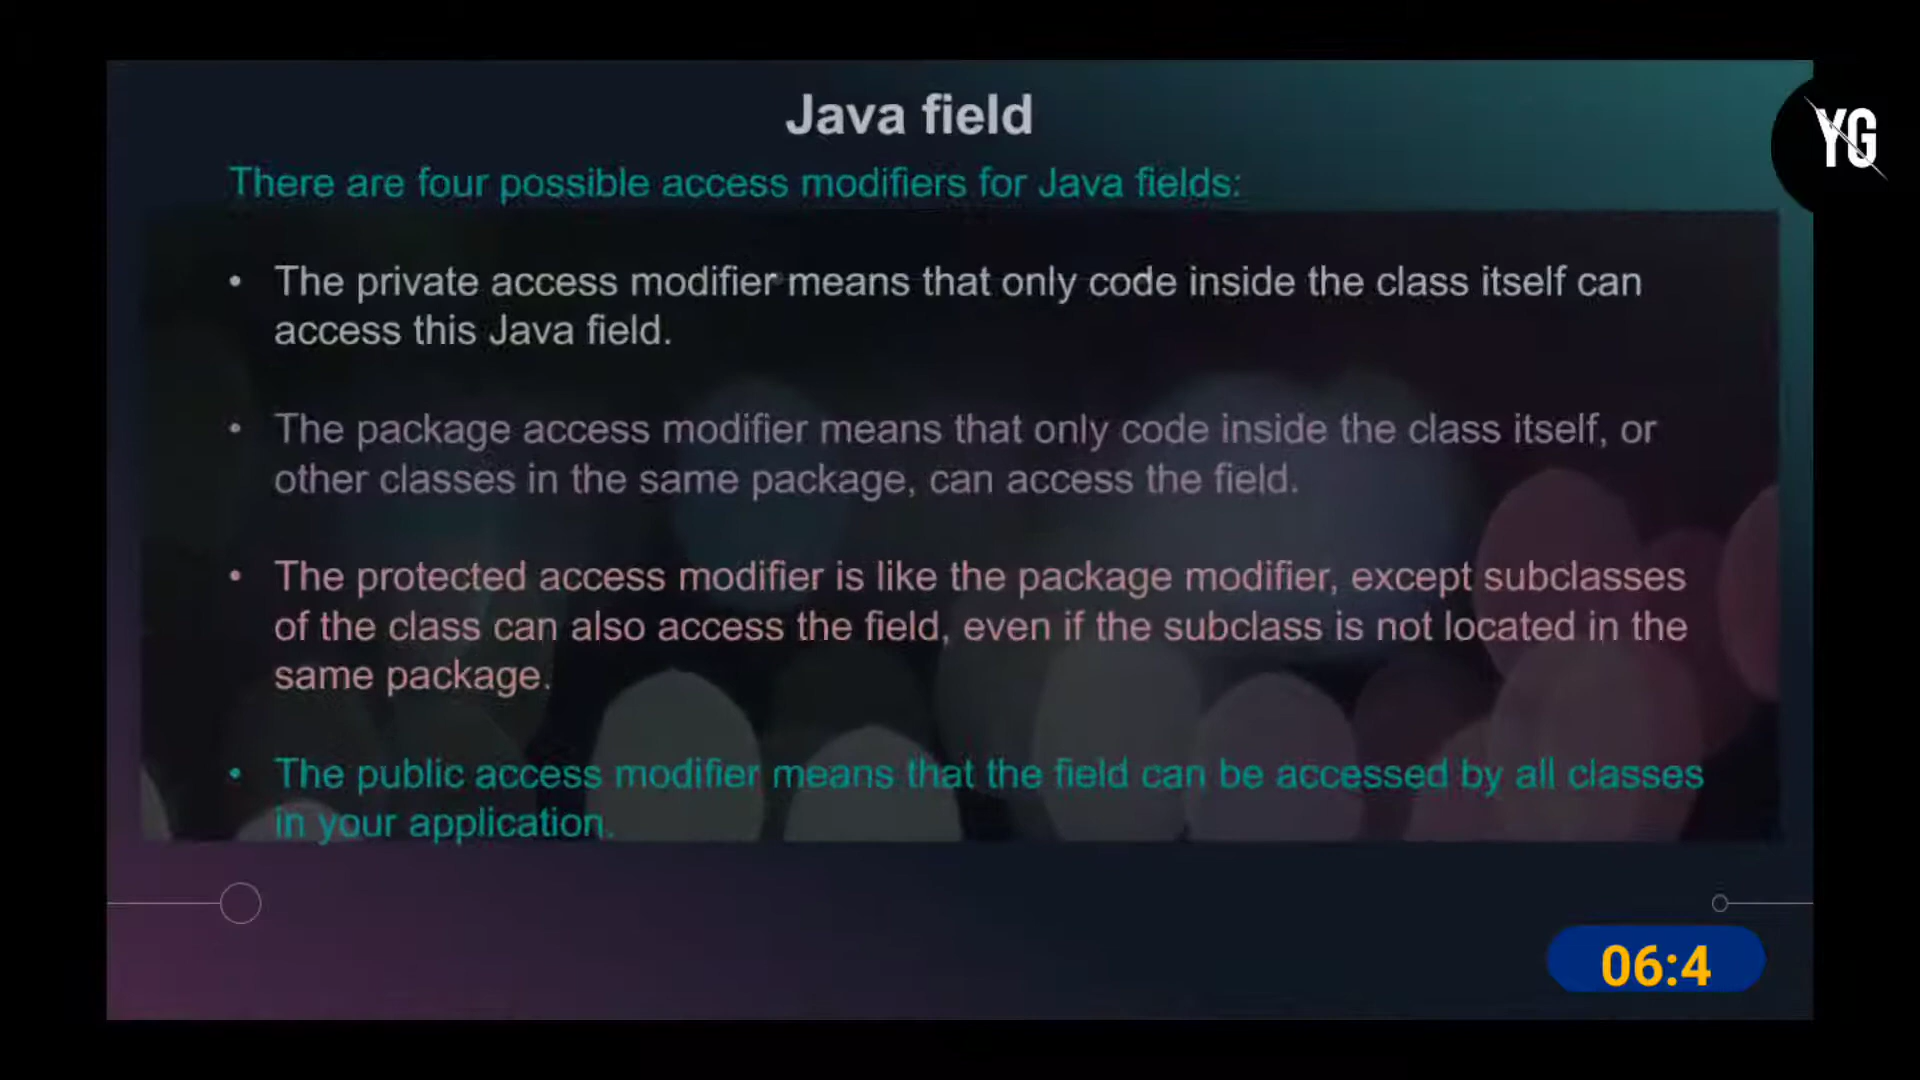 Java field
YG
There are four possible access modifiers for Java fields:
• The private access modifier means that only code inside the class itself can
access this Java field.
• The package access modifier means that only code inside the class itself, or
other classes in the same package, can access the field.
• The protected access modifier is like the package modifier, except subclasses
of the class can also access the field, even if the subclass is not located in the
same package.
• The public access modifier means that the field can be accessed by all classes
in your application.
06:4